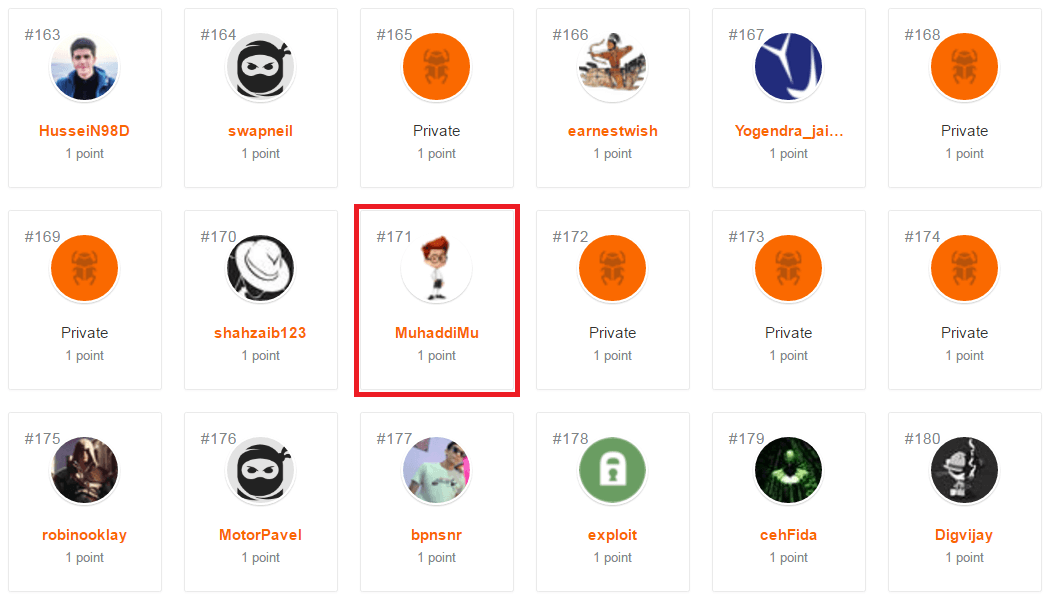 #163 #164 #165 #166 #167 #168
HusseiN98D swapneil Private earnestwish Yogendra_jai... Private
1 point 1 point 1 point 1 point 1 point 1 point
#169 #170 #171 #172 #173 #174
Private shahzaib123 MuhaddiMu Private Private Private
1 point 1 point 1 point 1 point 1 point 1 point
#175 #176 #177 #178 #179 #180
robinooklay MotorPavel bpnsnr exploit cehFida Digvijay
1 point 1 point 1 point 1 point 1 point 1 point